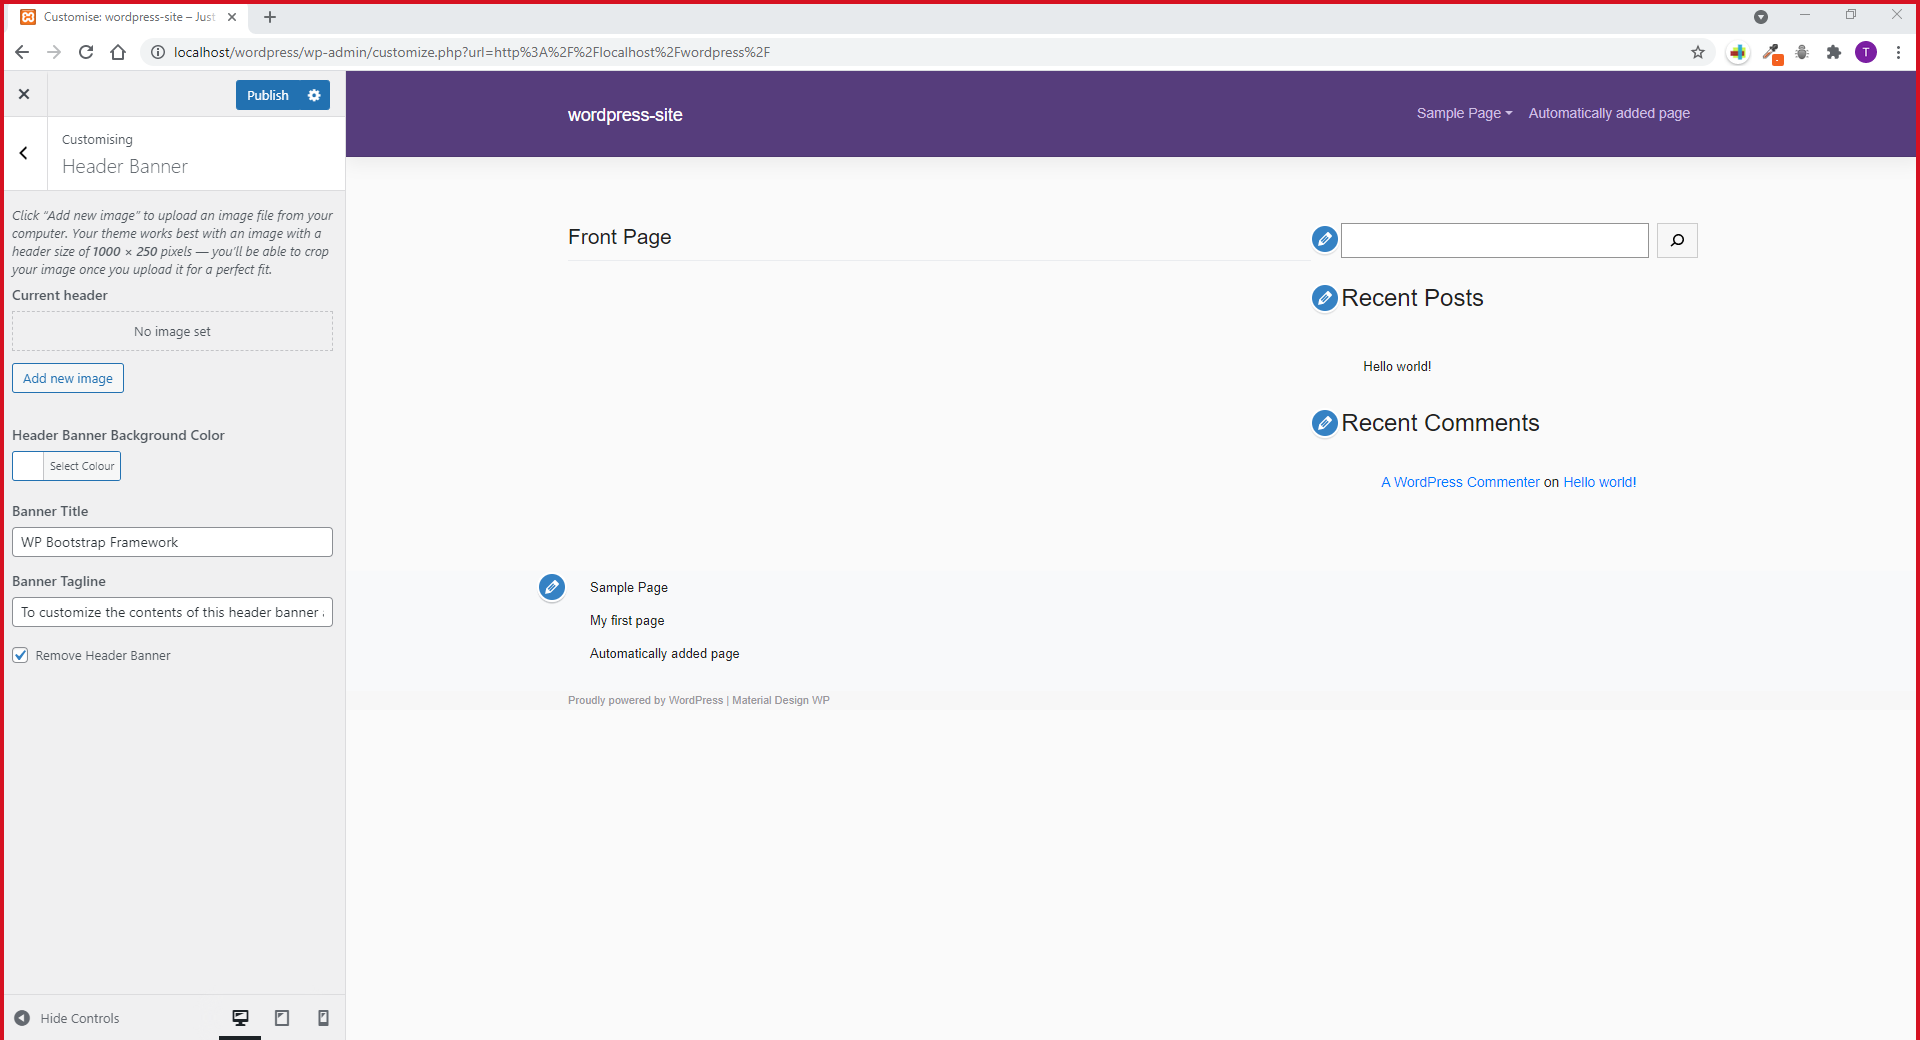 Customise: wordpress-site – Just
localhost/wordpress/wp-admin/customize.php?url=http%3A%2F%2Flocalhost%2Fwordpress%2F
T
Publish
Customising
Header Banner
Click “Add new image” to upload an image file from your
computer. Your theme works best with an image with a
header size of 1000 × 250 pixels — you’ll be able to crop
your image once you upload it for a perfect fit.
Current header
No image set
Add new image
Header Banner Background Color
Select Colour
Banner Title
WP Bootstrap Framework
Banner Tagline
To customize the contents of this header banner
Remove Header Banner
Hide Controls
wordpress-site
Sample Page
Automatically added page
Front Page
Recent Posts
Hello world!
Recent Comments
A WordPress Commenter on Hello world!
Sample Page
My first page
Automatically added page
Proudly powered by WordPress | Material Design WP